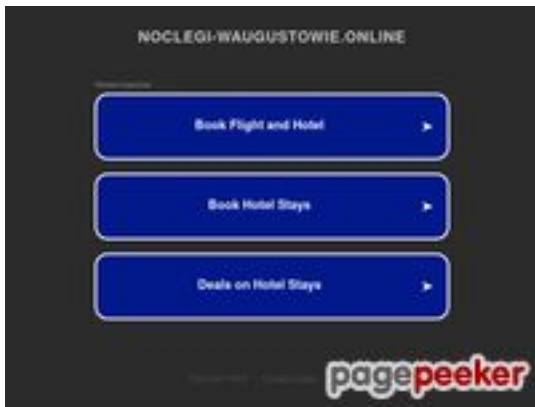 NOCLEGI-WAUGUSTOWIE.ONLINE
Book Flight and Hotel
Book Hotel Stays
Deals on Hotel Stays
pagepeeker